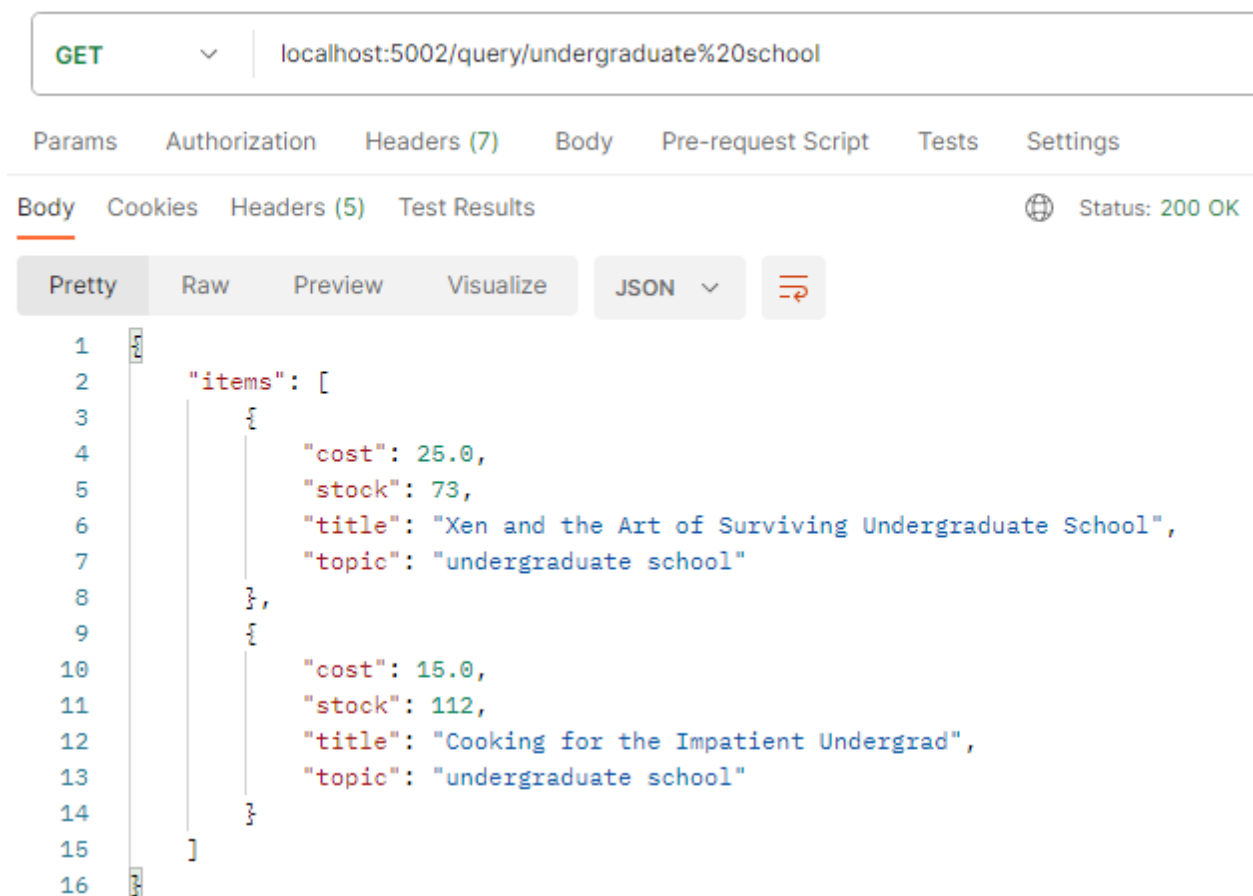 GET localhost:5002/query/undergraduate%20school
Params Authorization Headers (7) Body Pre-request Script Tests Settings
Body Cookies Headers (5) Test Results Status: 200 OK
Pretty Raw Preview Visualize JSON
1 {
2 "items": [
3 {
4 "cost": 25.0,
5 "stock": 73,
6 "title": "Xen and the Art of Surviving Undergraduate School",
7 "topic": "undergraduate school"
8 },
9 {
10 "cost": 15.0,
11 "stock": 112,
12 "title": "Cooking for the Impatient Undergrad",
13 "topic": "undergraduate school"
14 }
15 ]
16 }